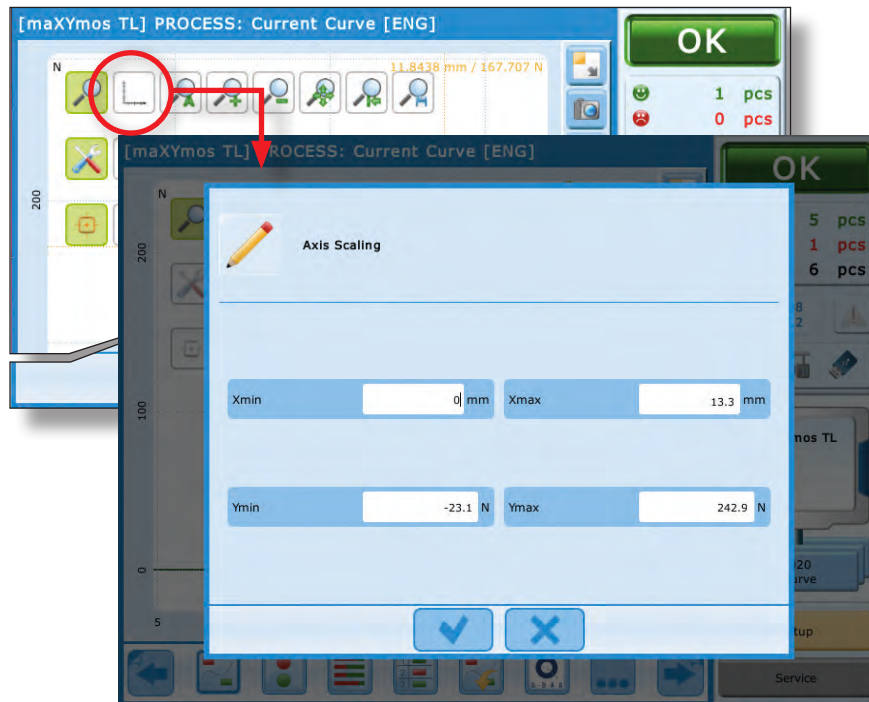 [maXYmos TL] PROCESS: Current Curve [ENG]
OK
N
11.8438 mm / 167.707 N
1 pcs
0 pcs
200
[maXYmos TL] PROCESS: Current Curve [ENG]
OK
N
5 pcs
1 pcs
6 pcs
200
Axis Scaling
Xmin 0 mm Xmax 13.3 mm
100
mos TL
Ymin -23.1 N Ymax 242.9 N
20
urve
0
5
tup
Service